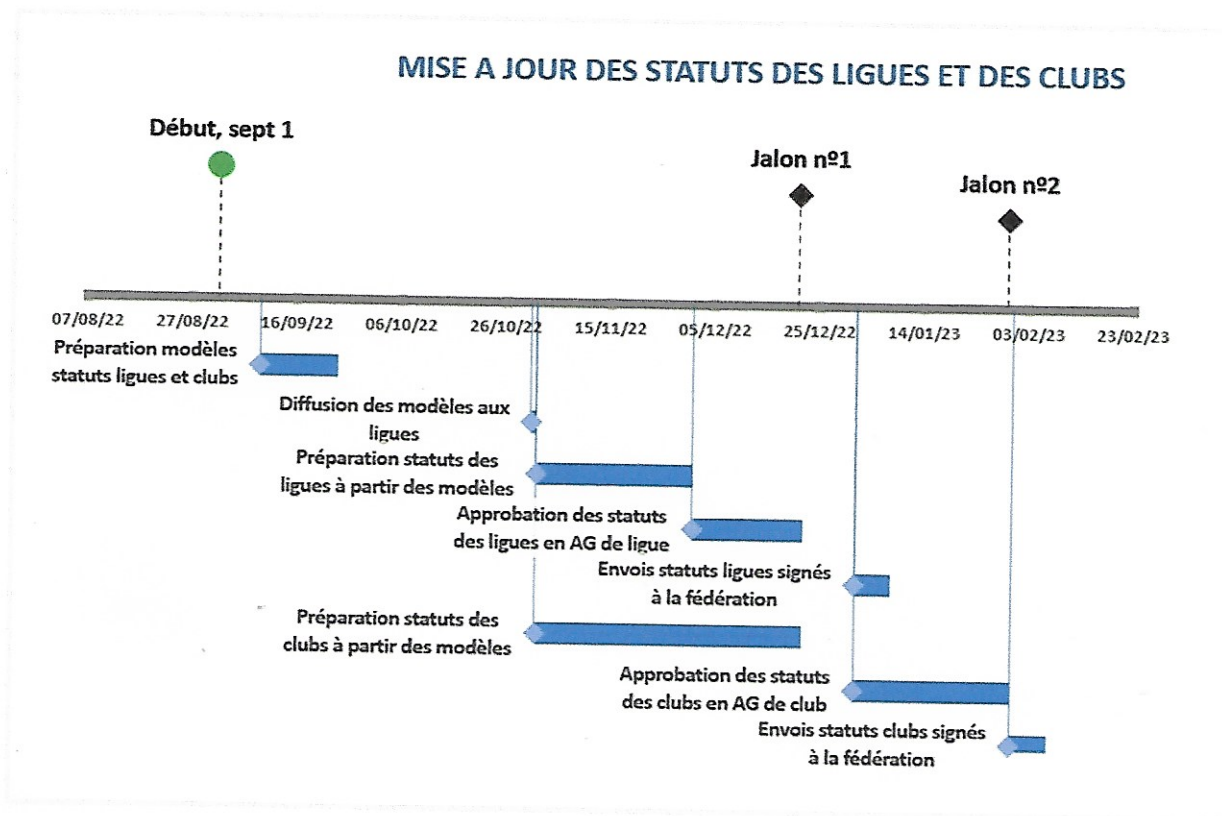 MISE A JOUR DES STATUTS DES LIGUES ET DES CLUBS
Début, sept 1
Jalon nº1
Jalon nº2
07/08/22 27/08/22 16/09/22 06/10/22 26/10/22 15/11/22 05/12/22 25/12/22 14/01/23 03/02/23 23/02/23
Préparation modèles
statuts ligues et clubs
Diffusion des modèles aux
ligues
Préparation statuts des
ligues à partir des modèles
Approbation des statuts
des ligues en AG de ligue
Envois statuts ligues signés
à la fédération
Préparation statuts des
clubs à partir des modèles
Approbation des statuts
des clubs en AG de club
Envois statuts clubs signés
à la fédération